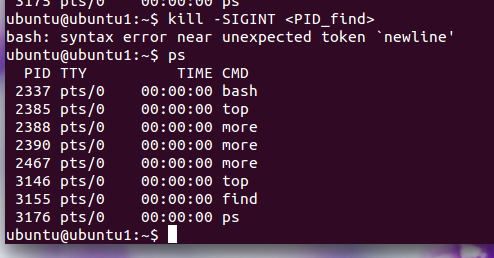 3175 pts/0    00:00:00 ps
ubuntu@ubuntu1:~$ kill -SIGINT <PID_find>
bash: syntax error near unexpected token `newline'
ubuntu@ubuntu1:~$ ps
  PID TTY          TIME CMD
 2337 pts/0    00:00:00 bash
 2385 pts/0    00:00:00 top
 2388 pts/0    00:00:00 more
 2390 pts/0    00:00:00 more
 2467 pts/0    00:00:00 more
 3146 pts/0    00:00:00 top
 3155 pts/0    00:00:00 find
 3176 pts/0    00:00:00 ps
ubuntu@ubuntu1:~$